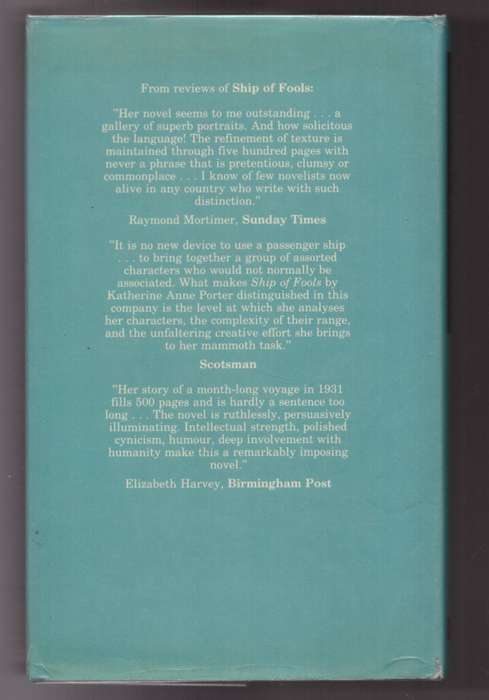 From reviews of Ship of Fools:
"Her novel seems to me outstanding . . . a
gallery of superb portraits. And how solicitous
the language! The refinement of texture is
maintained through five hundred pages with
never a phrase that is pretentious, clumsy or
commonplace . . . I know of few novelists now
alive in any country who write with such
distinction."
Raymond Mortimer, Sunday Times
"It is no new device to use a passenger ship
. . . to bring together a group of assorted
characters who would not normally be
associated. What makes Ship of Fools by
Katherine Anne Porter distinguished in this
company is the level at which she analyses
her characters, the complexity of their range,
and the unfaltering creative effort she brings
to her mammoth task."
Scotsman
"Her story of a month-long voyage in 1931
fills 500 pages and is hardly a sentence too
long . . . The novel is ruthlessly, persuasively
illuminating. Intellectual strength, polished
cynicism, humour, deep involvement with
humanity make this a remarkably imposing
novel."
Elizabeth Harvey, Birmingham Post